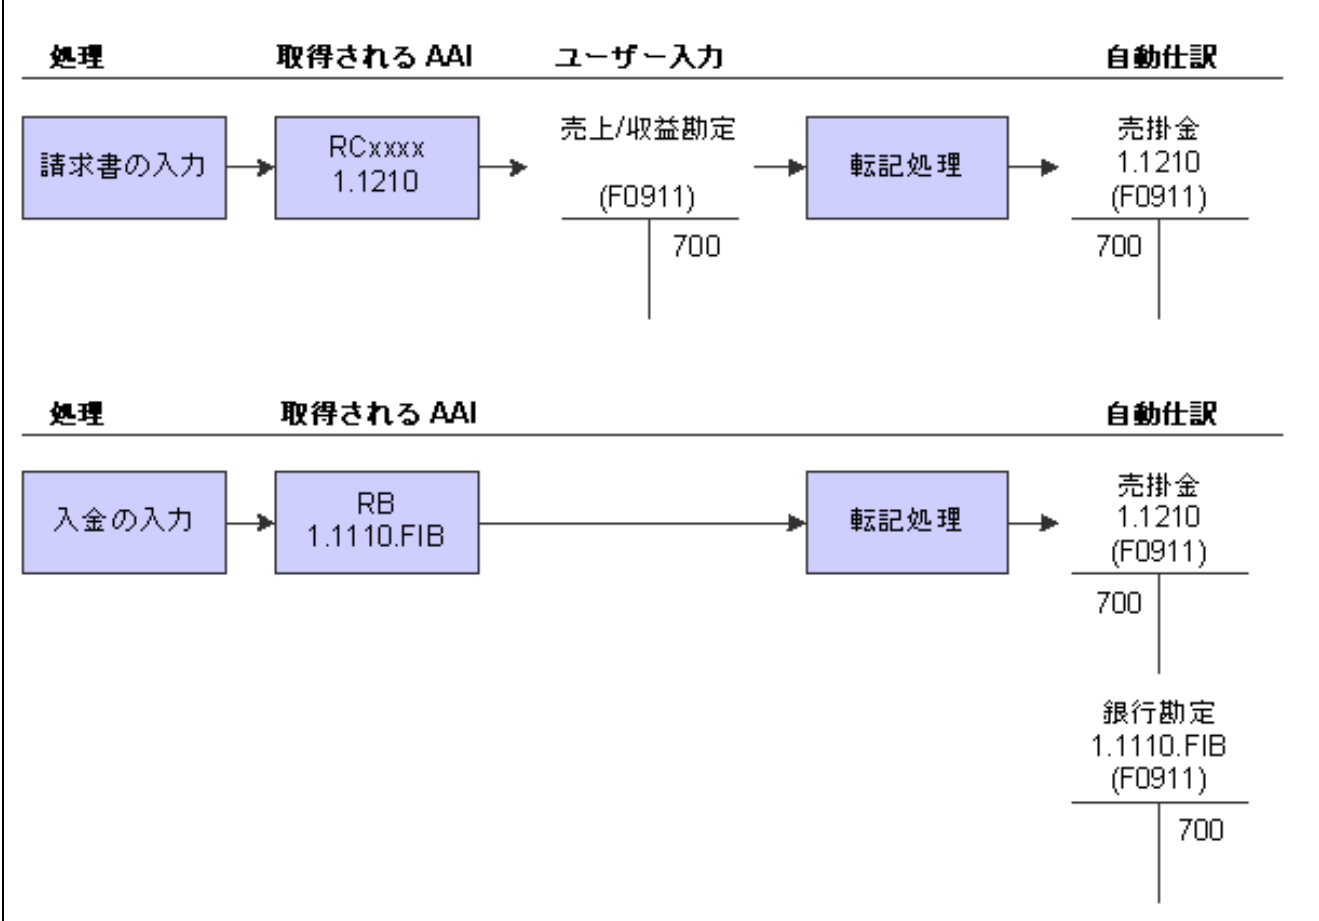 処理
取得される AAI
ユーザー入力
自動仕訳
請求書の入力
RCxxxx
1.1210
売上/収益勘定
(F0911)
700
転記処理
売掛金
1.1210
(F0911)
700
処理
取得される AAI
自動仕訳
入金の入力
RB
1.1110.FIB
転記処理
売掛金
1.1210
(F0911)
700
銀行勘定
1.1110.FIB
(F0911)
700